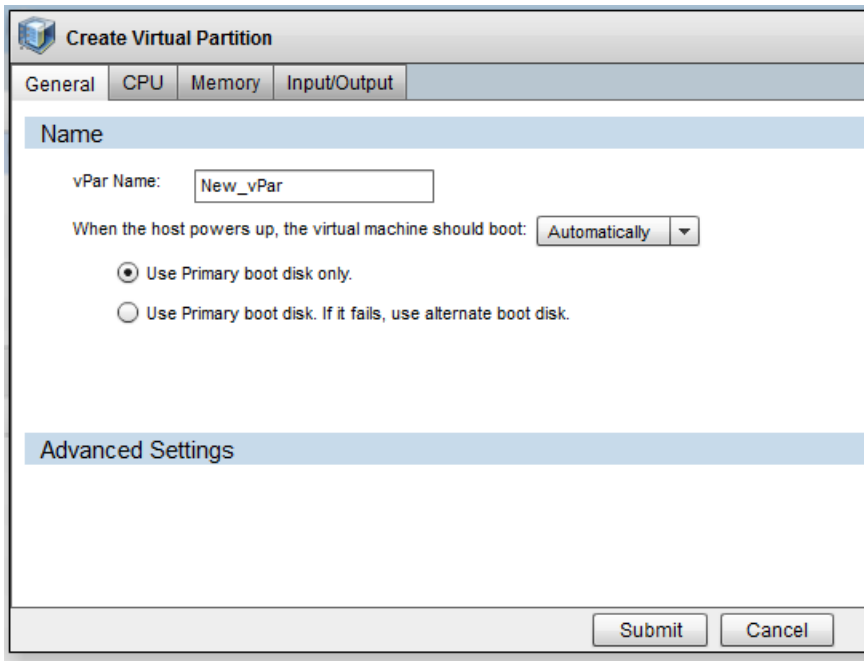 Create Virtual Partition
General CPU Memory Input/Output
Name
vPar Name: New_vPar
When the host powers up, the virtual machine should boot: Automatically
Use Primary boot disk only.
Use Primary boot disk. If it fails, use alternate boot disk.
Advanced Settings
Submit Cancel